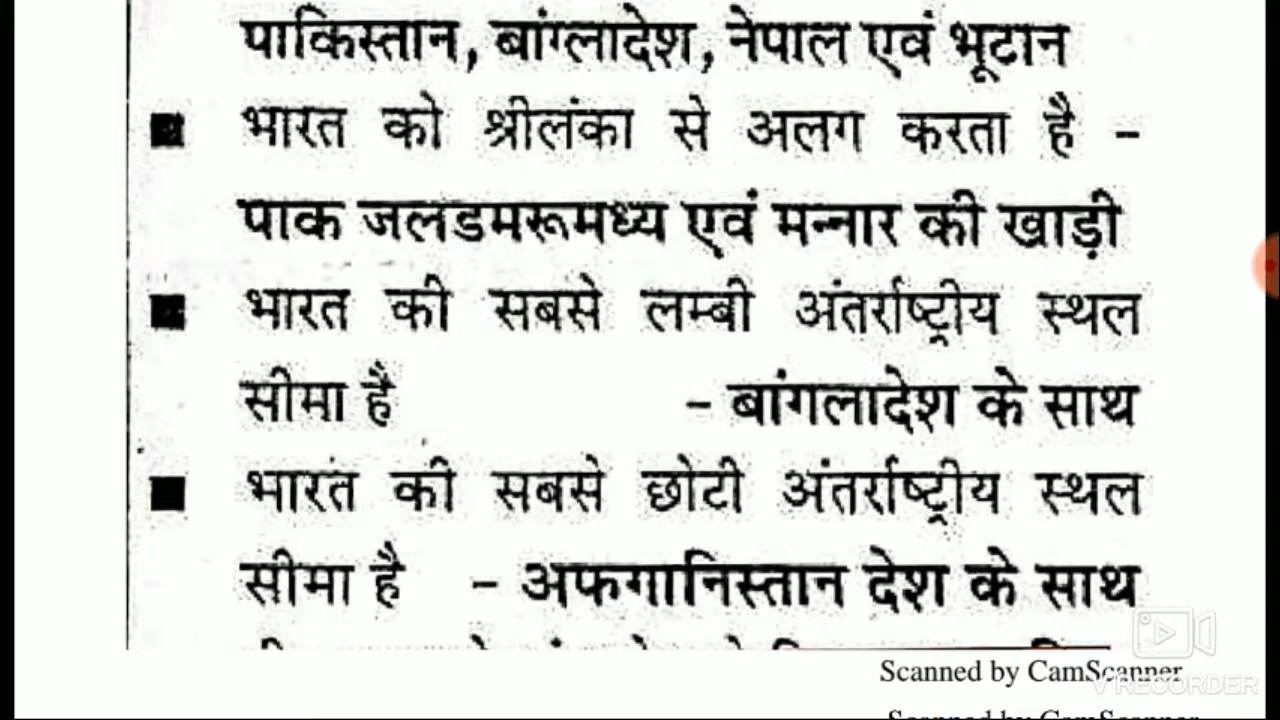 पाकिस्तान, बांग्लादेश, नेपाल एवं भूटान
■ भारत को श्रीलंका से अलग करता है -
पाक जलडमरूमध्य एवं मन्नार की खाड़ी
■ भारत की सबसे लम्बी अंतर्राष्ट्रीय स्थल
सीमा है - बांगलादेश के साथ
■ भारत की सबसे छोटी अंतर्राष्ट्रीय स्थल
सीमा है - अफगानिस्तान देश के साथ
Scanned by CamScanner
V RECORDER